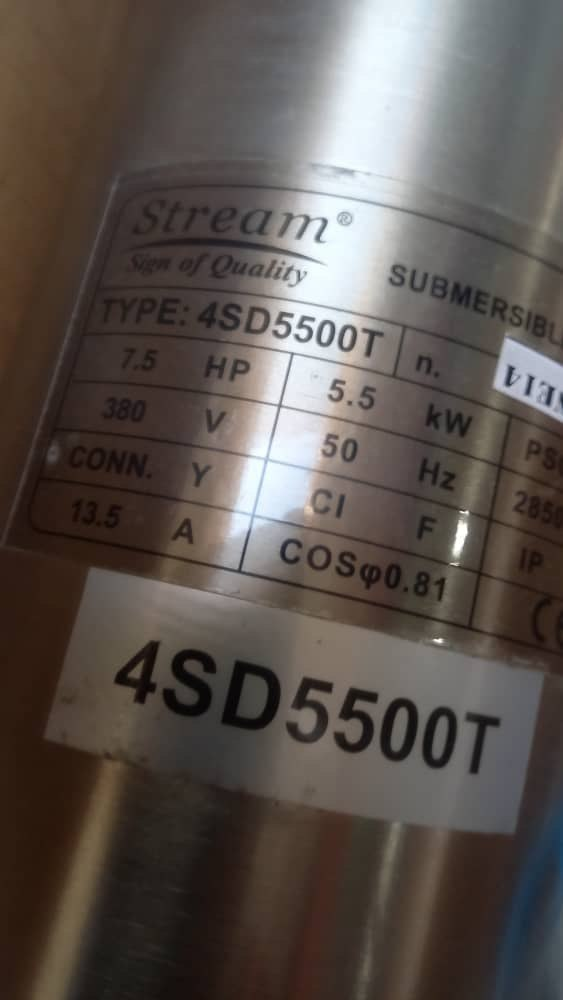 Stream®
Sign of Quality
SUBMERSIBL
TYPE: 4SD5500T n.
7.5 HP 5.5 kW
380 V 50 Hz 2850
CONN. Y CI F IP
13.5 A COSφ0.81
4SD5500T